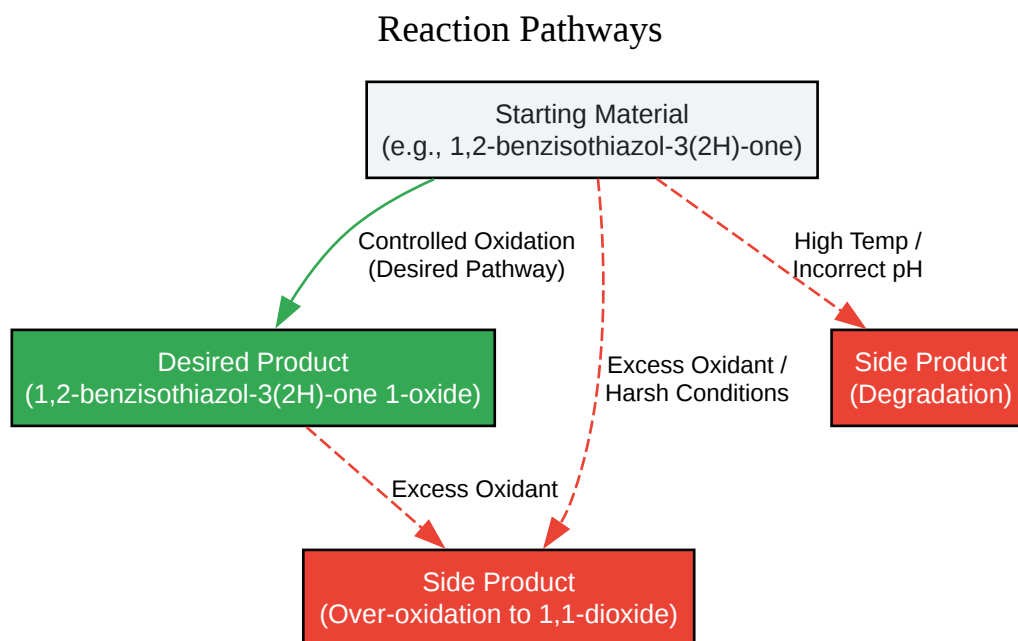 Reaction Pathways
Starting Material
(e.g., 1,2-benzisothiazol-3(2H)-one)
Controlled Oxidation
(Desired Pathway)
High Temp /
Incorrect pH
Desired Product
(1,2-benzisothiazol-3(2H)-one 1-oxide)
Excess Oxidant /
Harsh Conditions
Side Product
(Degradation)
Excess Oxidant
Side Product
(Over-oxidation to 1,1-dioxide)